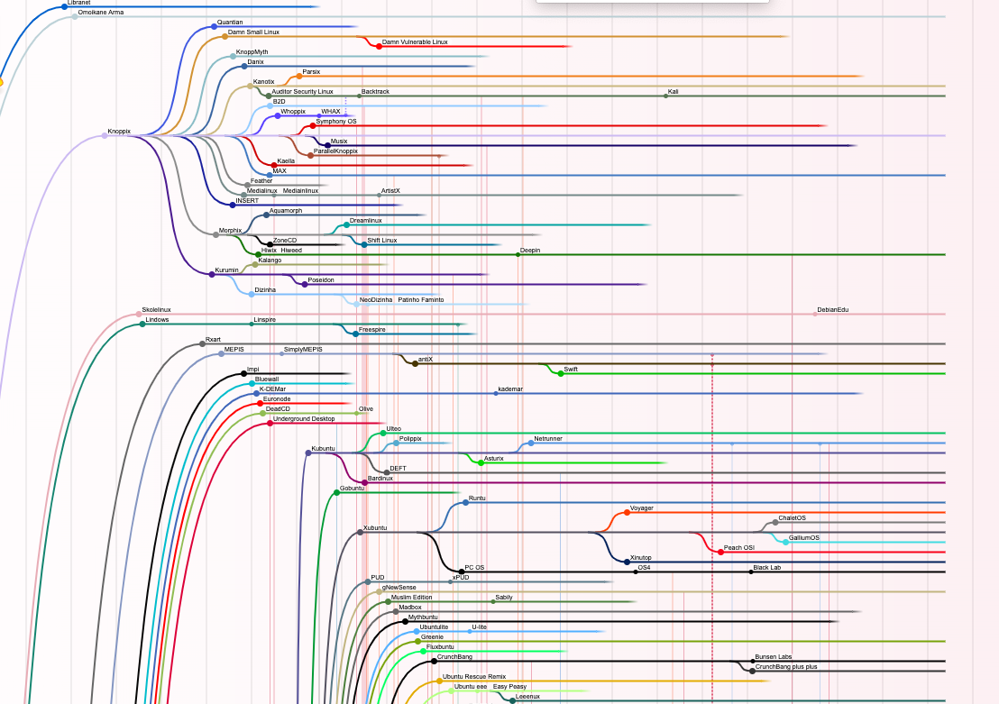 Libranet
Omoikane Arma
Quantian
Damn Small Linux
Damn Vulnerable Linux
KnoppMyth
Danix
Parsix
Kanotix
Auditor Security Linux Backtrack Kali
B2D
Whoppix WHAX
Symphony OS
Knoppix
Musix
ParallelKnoppix
Kaella
MAX
Feather
Medialinux Mediainlinux ArtistX
INSERT
Aquamorph
Dreamlinux
Morphix
ZoneCD Shift Linux
Hiwix Hiweed Deepin
Kalango
Kurumin
Poseidon
Dizinha
NeoDizinha Patinho Faminto
Skolelinux DebianEdu
Lindows Linspire
Freespire
Rxart
MEPIS SimplyMEPIS
antiX
Impi Swift
Bluewall
K-DEMar kademar
Euronode
DeadCD Olive
Underground Desktop
Ulteo
Polippix Netrunner
Kubuntu
Asturix
DEFT
Bardinux
Gobuntu
Runtu
Voyager
ChaletOS
Xubuntu
GalliumOS
Peach OSI
Xinutop
PC OS OS4 Black Lab
PUD xPUD
gNewSense
Muslim Edition Sabily
Madbox
Mythbuntu
Ubuntulite U-lite
Greenie
Fluxbuntu
CrunchBang Bunsen Labs
CrunchBang plus plus
Ubuntu Rescue Remix
Ubuntu eee Easy Peasy
Leeenux